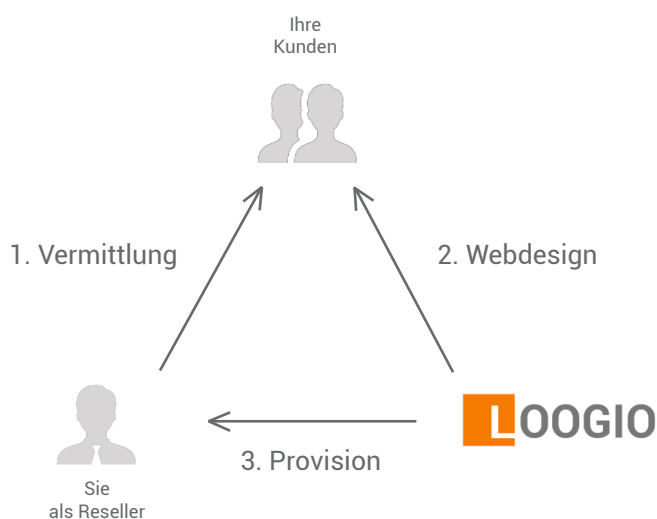 Ihre
Kunden
1. Vermittlung
2. Webdesign
LOOGIO
3. Provision
Sie
als Reseller